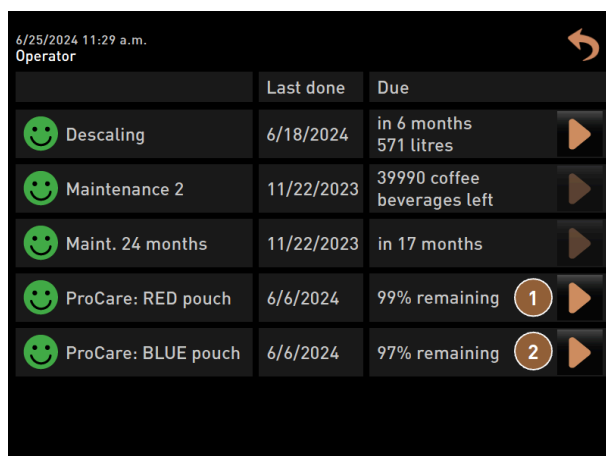 6/25/2024 11:29 a.m.
Operator
Last done Due
Descaling 6/18/2024 in 6 months
571 litres
Maintenance 2 11/22/2023 39990 coffee
beverages left
Maint. 24 months 11/22/2023 in 17 months
ProCare: RED pouch 6/6/2024 99% remaining 1
ProCare: BLUE pouch 6/6/2024 97% remaining 2